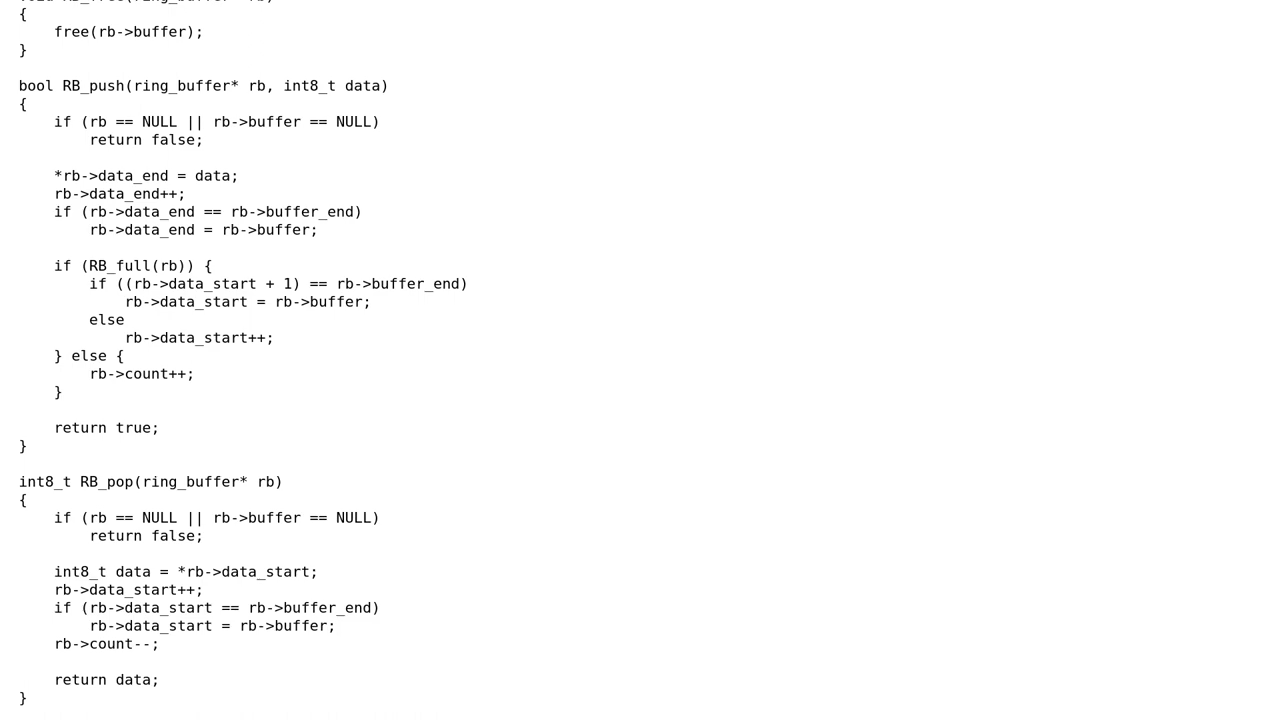 {
    free(rb->buffer);
}

bool RB_push(ring_buffer* rb, int8_t data)
{
    if (rb == NULL || rb->buffer == NULL)
        return false;

    *rb->data_end = data;
    rb->data_end++;
    if (rb->data_end == rb->buffer_end)
        rb->data_end = rb->buffer;

    if (RB_full(rb)) {
        if ((rb->data_start + 1) == rb->buffer_end)
            rb->data_start = rb->buffer;
        else
            rb->data_start++;
    } else {
        rb->count++;
    }

    return true;
}

int8_t RB_pop(ring_buffer* rb)
{
    if (rb == NULL || rb->buffer == NULL)
        return false;

    int8_t data = *rb->data_start;
    rb->data_start++;
    if (rb->data_start == rb->buffer_end)
        rb->data_start = rb->buffer;
    rb->count--;

    return data;
}